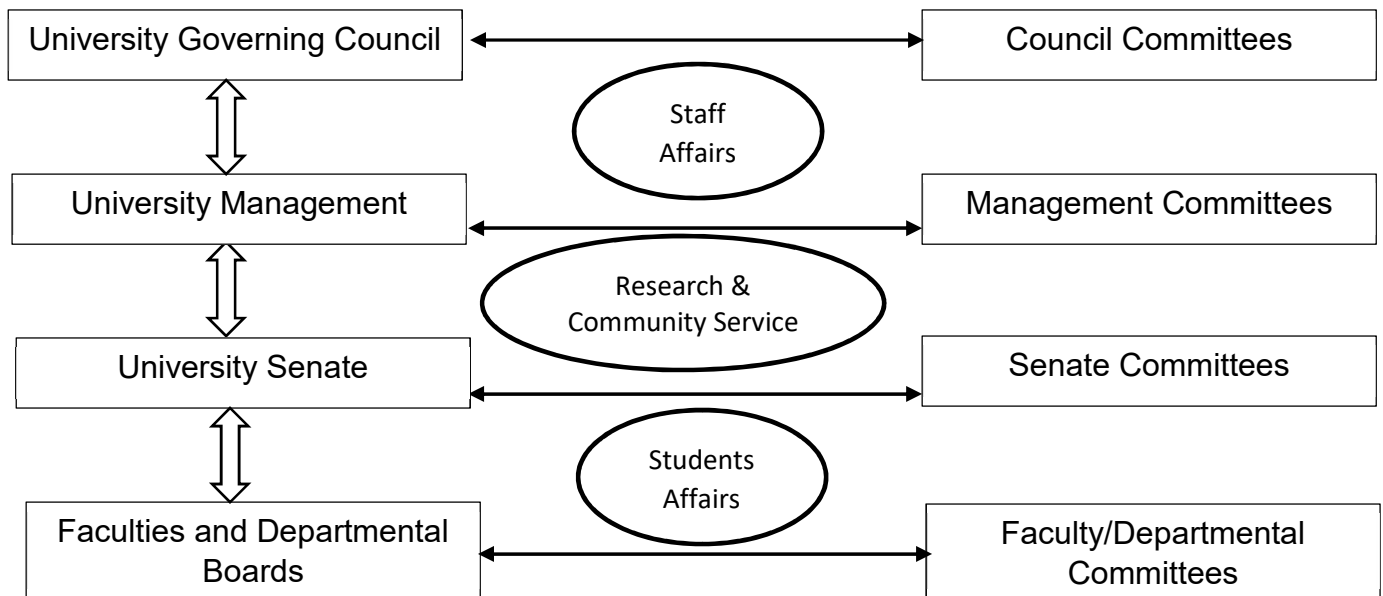 University Governing Council
Council Committees
Staff
Affairs
University Management
Management Committees
Research &
Community Service
University Senate
Senate Committees
Students
Affairs
Faculties and Departmental
Boards
Faculty/Departmental
Committees